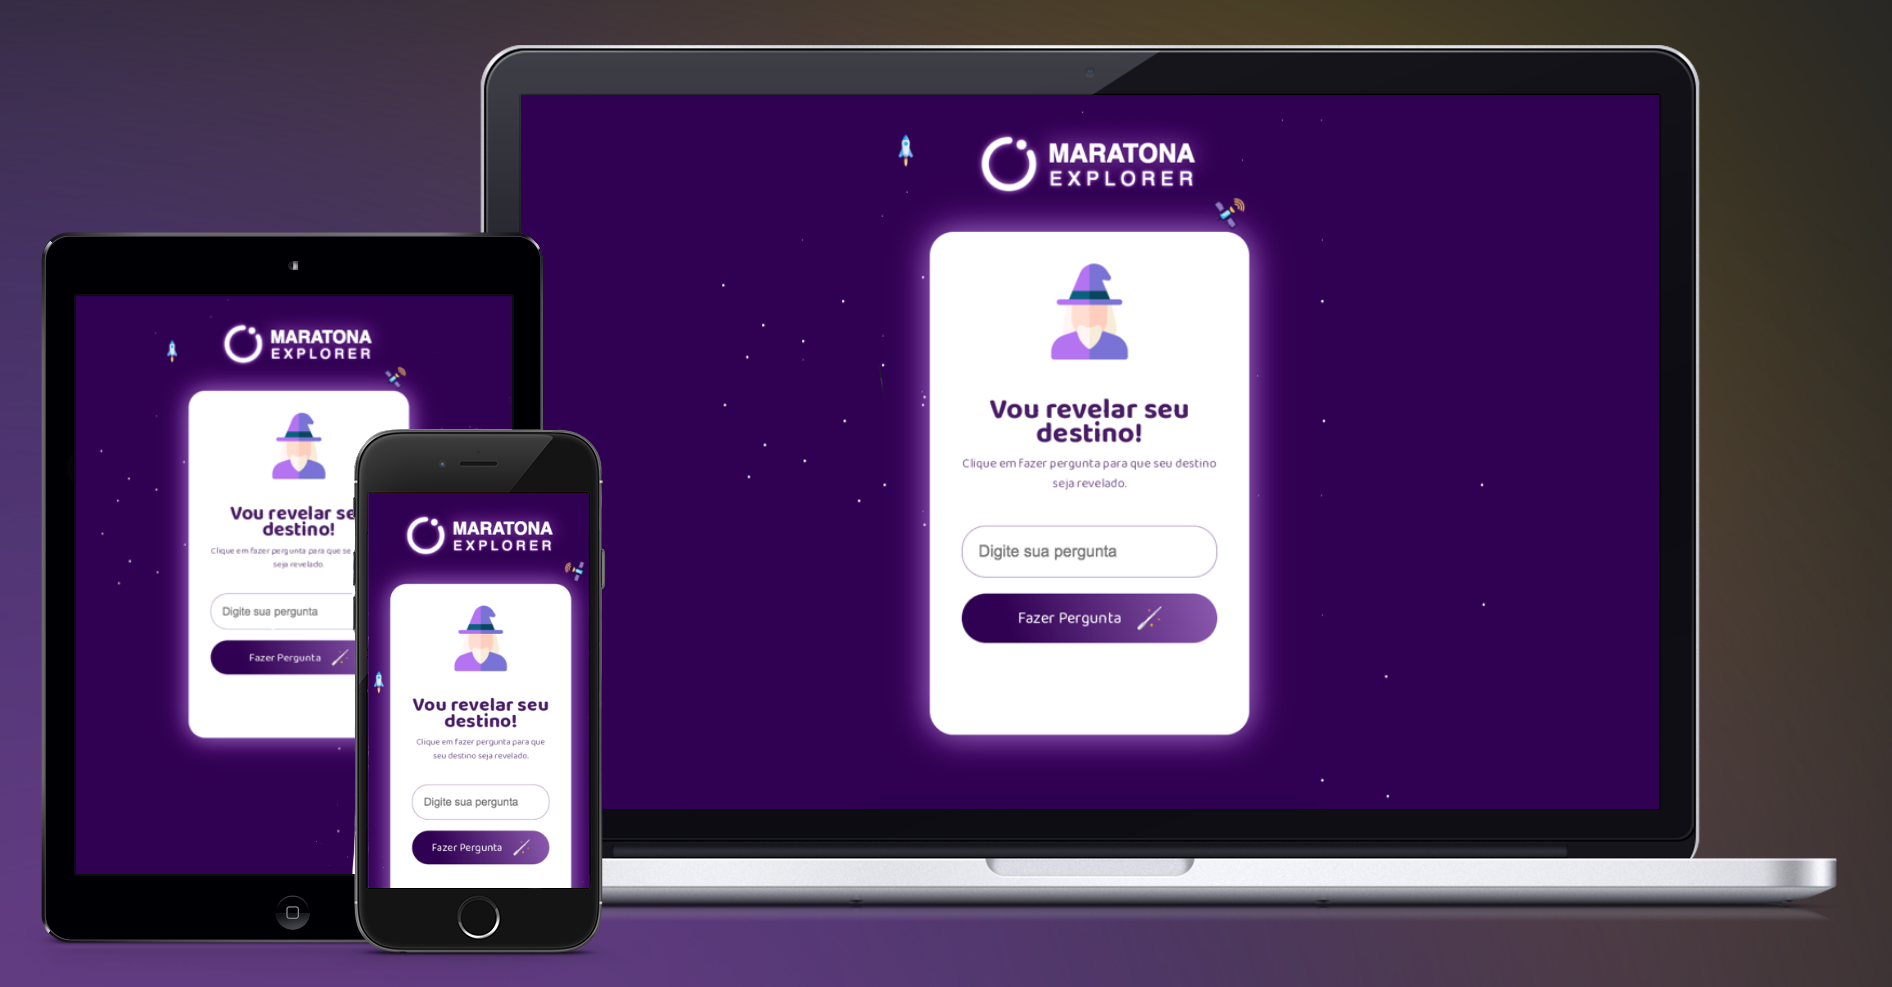 MARATONA
EXPLORER
Vou revelar seu
destino!
Clique em fazer pergunta para que seu destino
seja revelado.
Digite sua pergunta
Fazer Pergunta
MARATONA
EXPLORER
Vou revelar se
destino!
Clique em fazer pergunta para que se
seja revelado.
Digite sua pergunta
Fazer Pergunta
MARATONA
EXPLORER
Vou revelar seu
destino!
Clique em fazer pergunta para que
seu destino seja revelado.
Digite sua pergunta
Fazer Pergunta